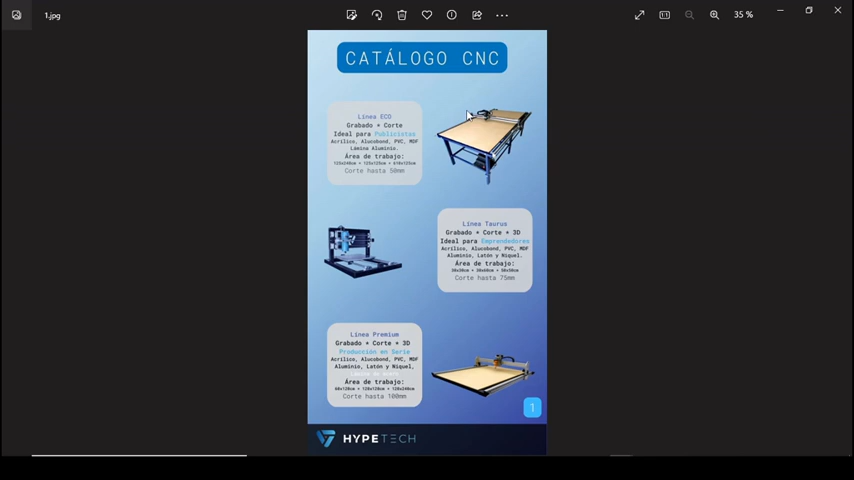 1.jpg
35 %
CATÁLOGO CNC
Línea ECO
Grabado + Corte
Ideal para Publicistas
Acrílico, Alucobond, PVC, MDF
Lámina Aluminio.
Área de trabajo:
Corte hasta 50mm
Línea Taurus
Grabado + Corte + 3D
Ideal para Emprendedores
Acrílico, Alucobond, PVC, MDF
Aluminio, Latón y Níquel.
Área de trabajo:
Corte hasta 75mm
Línea Premium
Grabado + Corte + 3D
Producción en Serie
Acrílico, Alucobond, PVC, MDF
Aluminio, Latón y Níquel,
Área de trabajo:
Corte hasta 100mm
1
HYPETECH